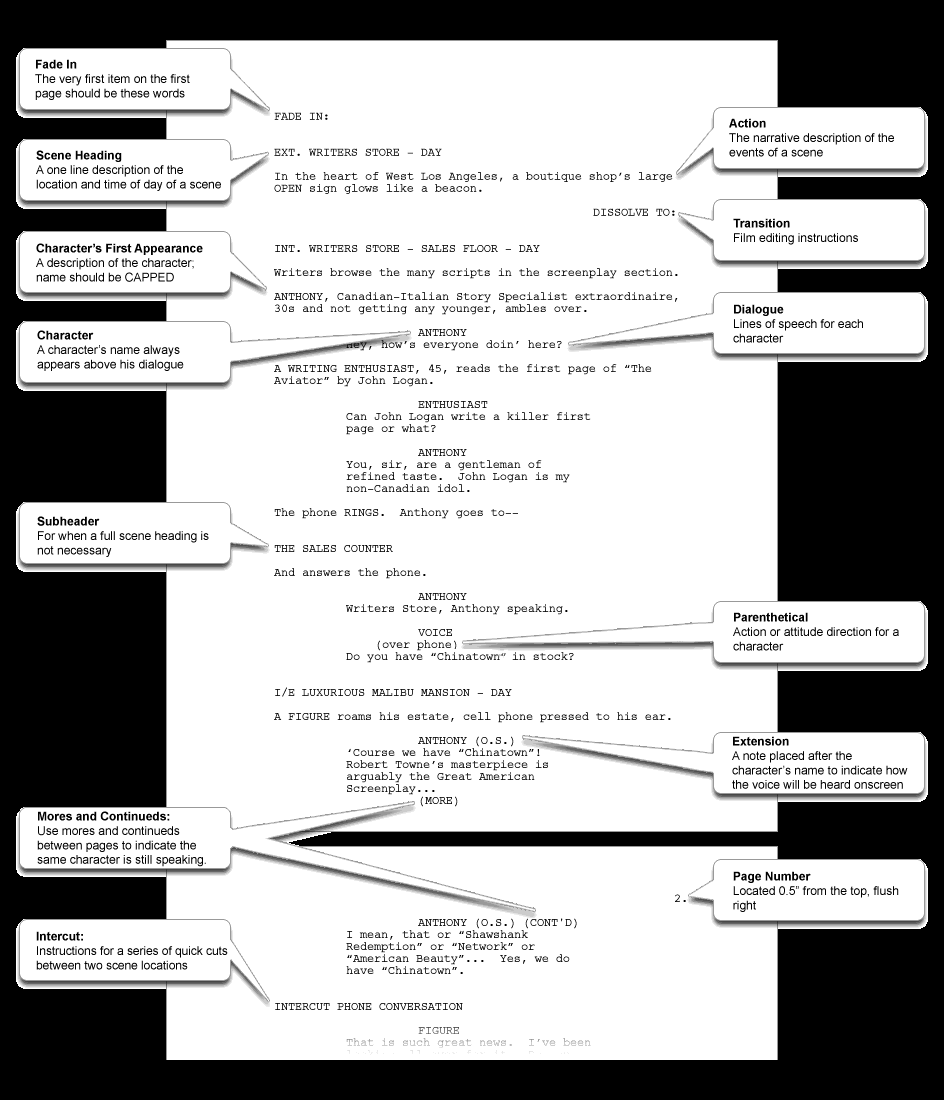 Fade In
The very first item on the first
page should be these words
FADE IN:
Action
The narrative description of the
events of a scene
Scene Heading
A one line description of the
location and time of day of a scene
EXT. WRITERS STORE - DAY
In the heart of West Los Angeles, a boutique shop’s large
OPEN sign glows like a beacon.
DISSOLVE TO:
Transition
Film editing instructions
Character’s First Appearance
A description of the character;
name should be CAPPED
INT. WRITERS STORE - SALES FLOOR - DAY
Writers browse the many scripts in the screenplay section.
ANTHONY, Canadian-Italian Story Specialist extraordinaire,
30s and not getting any younger, ambles over.
Dialogue
Lines of speech for each
character
Character
A character’s name always
appears above his dialogue
ANTHONY
Hey, how’s everyone doin’ here?
A WRITING ENTHUSIAST, 45, reads the first page of “The
Aviator” by John Logan.
ENTHUSIAST
Can John Logan write a killer first
page or what?
ANTHONY
You, sir, are a gentleman of
refined taste.  John Logan is my
non-Canadian idol.
The phone RINGS.  Anthony goes to--
Subheader
For when a full scene heading is
not necessary
THE SALES COUNTER
And answers the phone.
ANTHONY
Writers Store, Anthony speaking.
Parenthetical
Action or attitude direction for a
character
VOICE
(over phone)
Do you have “Chinatown” in stock?
I/E LUXURIOUS MALIBU MANSION - DAY
A FIGURE roams his estate, cell phone pressed to his ear.
ANTHONY (O.S.)
‘Course we have “Chinatown”!
Robert Towne’s masterpiece is
arguably the Great American
Screenplay...
(MORE)
Extension
A note placed after the
character’s name to indicate how
the voice will be heard onscreen
Mores and Continueds:
Use mores and continueds
between pages to indicate the
same character is still speaking.
Page Number
Located 0.5” from the top, flush
right
2.
ANTHONY (O.S.) (CONT'D)
I mean, that or “Shawshank
Redemption” or “Network” or
“American Beauty”...  Yes, we do
have “Chinatown”.
Intercut:
Instructions for a series of quick cuts
between two scene locations
INTERCUT PHONE CONVERSATION
FIGURE
That is such great news.  I’ve been